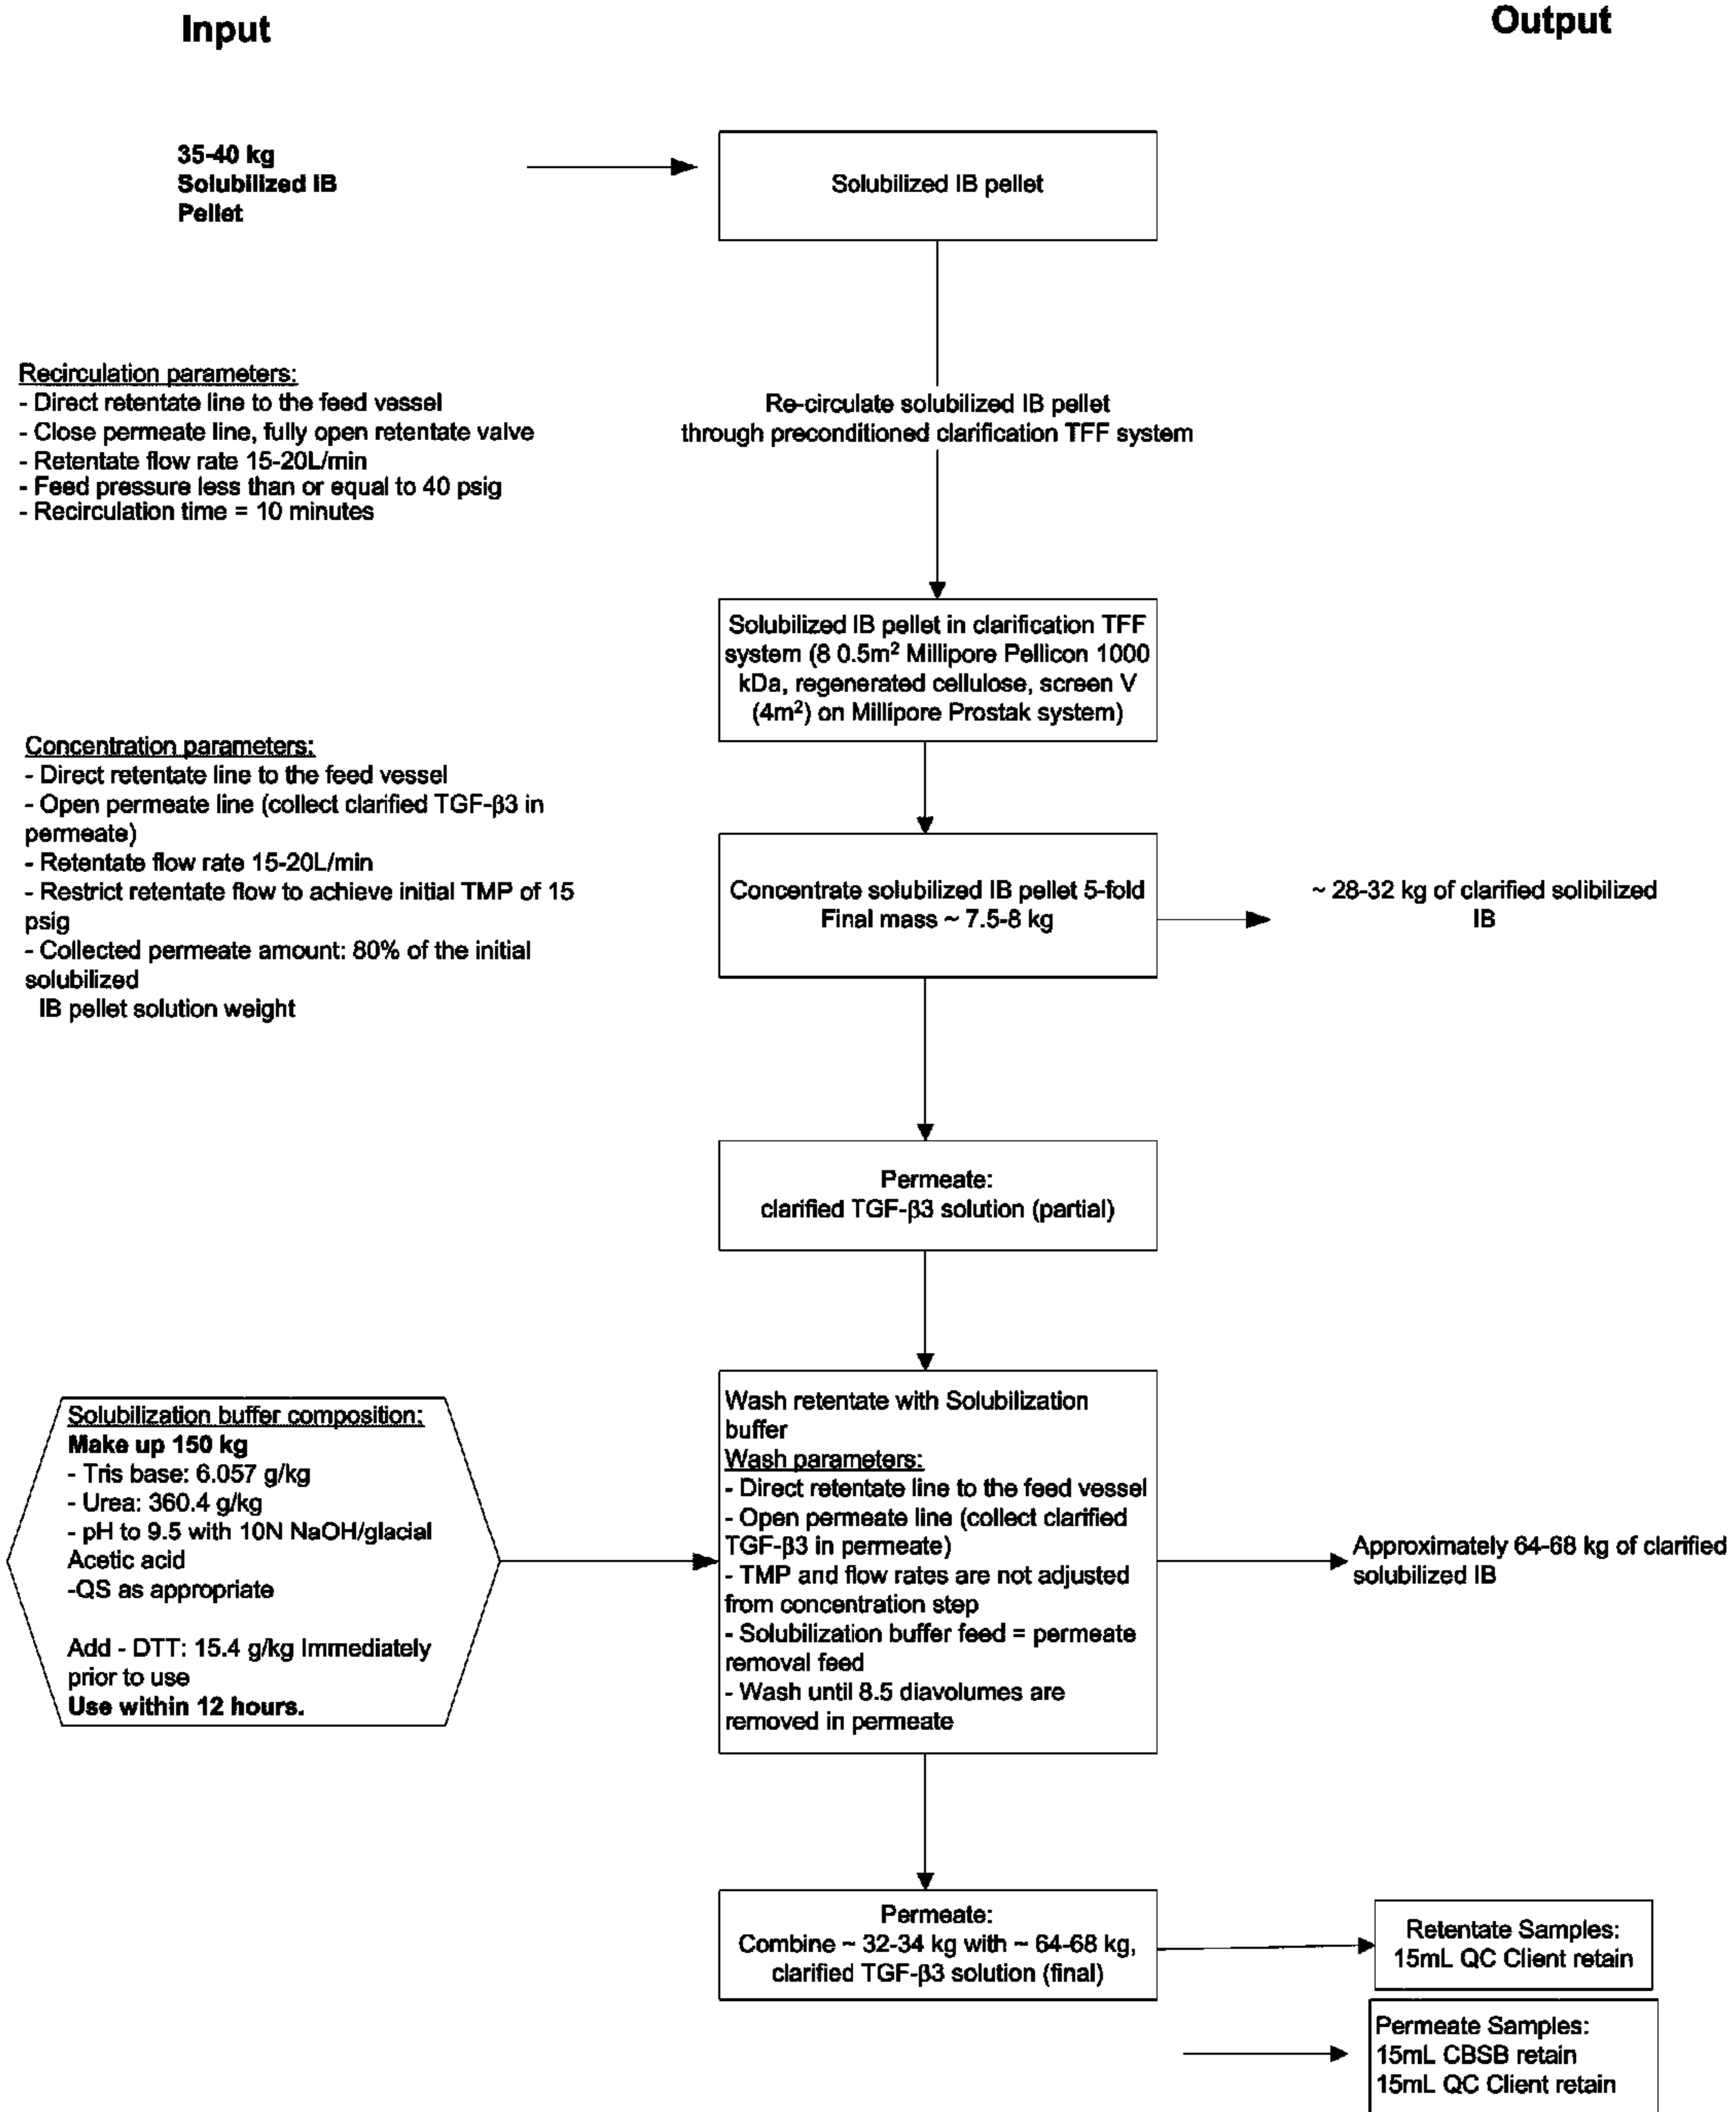 Input
Output
35-40 kg
Solubilized IB
Pellet
Solubilized IB pellet
Recirculation parameters:
- Direct retentate line to the feed vessel
- Close permeate line, fully open retentate valve
- Retentate flow rate 15-20L/min
- Feed pressure less than or equal to 40 psig
- Recirculation time = 10 minutes
Re-circulate solubilized IB pellet
through preconditioned clarification TFF system
Solubilized IB pellet in clarification TFF
system (8 0.5m² Millipore Pellicon 1000
kDa, regenerated cellulose, screen V
(4m²) on Millipore Prostak system)
Concentration parameters:
- Direct retentate line to the feed vessel
- Open permeate line (collect clarified TGF-β3 in
permeate)
- Retentate flow rate 15-20L/min
- Restrict retentate flow to achieve initial TMP of 15
psig
- Collected permeate amount: 80% of the initial
solubilized
IB pellet solution weight
Concentrate solubilized IB pellet 5-fold
Final mass ~ 7.5-8 kg
~ 28-32 kg of clarified solibilized
IB
Permeate:
clarified TGF-β3 solution (partial)
Solubilization buffer composition:
Make up 150 kg
- Tris base: 6.057 g/kg
- Urea: 360.4 g/kg
- pH to 9.5 with 10N NaOH/glacial
Acetic acid
-QS as appropriate
Add - DTT: 15.4 g/kg Immediately
prior to use
Use within 12 hours.
Wash retentate with Solubilization
buffer
Wash parameters:
- Direct retentate line to the feed vessel
- Open permeate line (collect clarified
TGF-β3 in permeate)
- TMP and flow rates are not adjusted
from concentration step
- Solubilization buffer feed = permeate
removal feed
- Wash until 8.5 diavolumes are
removed in permeate
Approximately 64-68 kg of clarified
solubilized IB
Permeate:
Combine ~ 32-34 kg with ~ 64-68 kg,
clarified TGF-β3 solution (final)
Retentate Samples:
15mL QC Client retain
Permeate Samples:
15mL CBSB retain
15mL QC Client retain